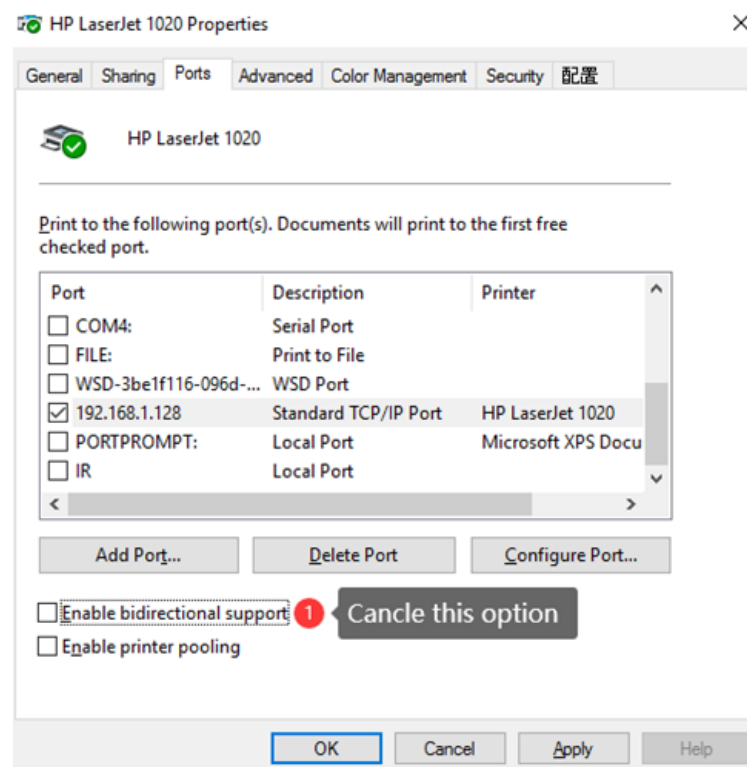 HP LaserJet 1020 Properties
General Sharing Ports Advanced Color Management Security 配置
HP LaserJet 1020
Print to the following port(s). Documents will print to the first free
checked port.
Port Description Printer
COM4: Serial Port
FILE: Print to File
WSD-3be1f116-096d-... WSD Port
192.168.1.128 Standard TCP/IP Port HP LaserJet 1020
PORTPROMPT: Local Port Microsoft XPS Docu
IR Local Port
Add Port... Delete Port Configure Port...
Enable bidirectional support 1 Cancle this option
Enable printer pooling
OK Cancel Apply Help